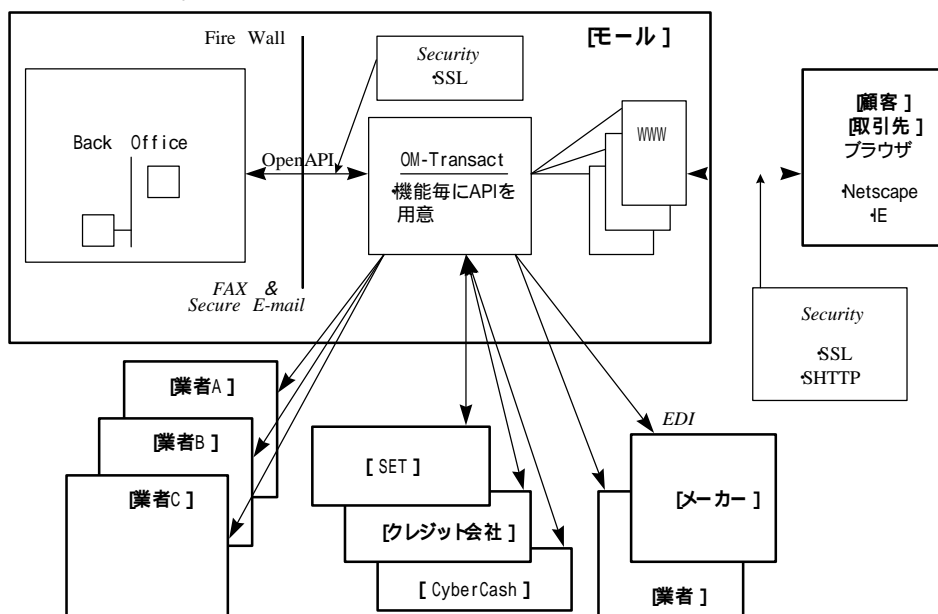 Fire Wall
[モール]
Security
・SSL
Back Office
OpenAPI
OM-Transact
・機能毎にAPIを
用意
WWW
[顧客]
[取引先]
ブラウザ
・Netscape
・IE
FAX &
Secure E-mail
Security
・SSL
・SHTTP
[業者A]
[業者B]
[業者C]
[SET]
[クレジット会社]
[CyberCash]
EDI
[メーカー]
[業者]